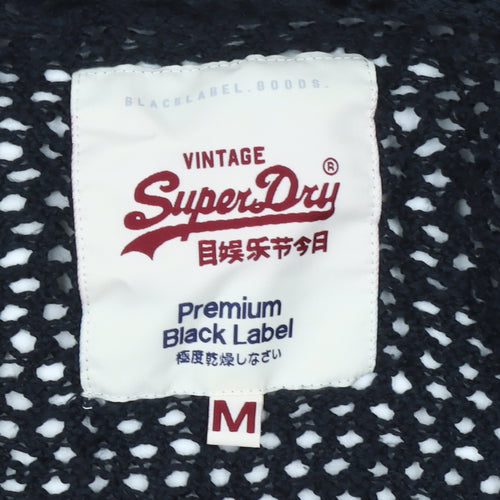 BLACKLABEL.GOODS.
VINTAGE
SuperDry®
目娱乐节今日
Premium
Black Label
極度乾燥しなさい
M